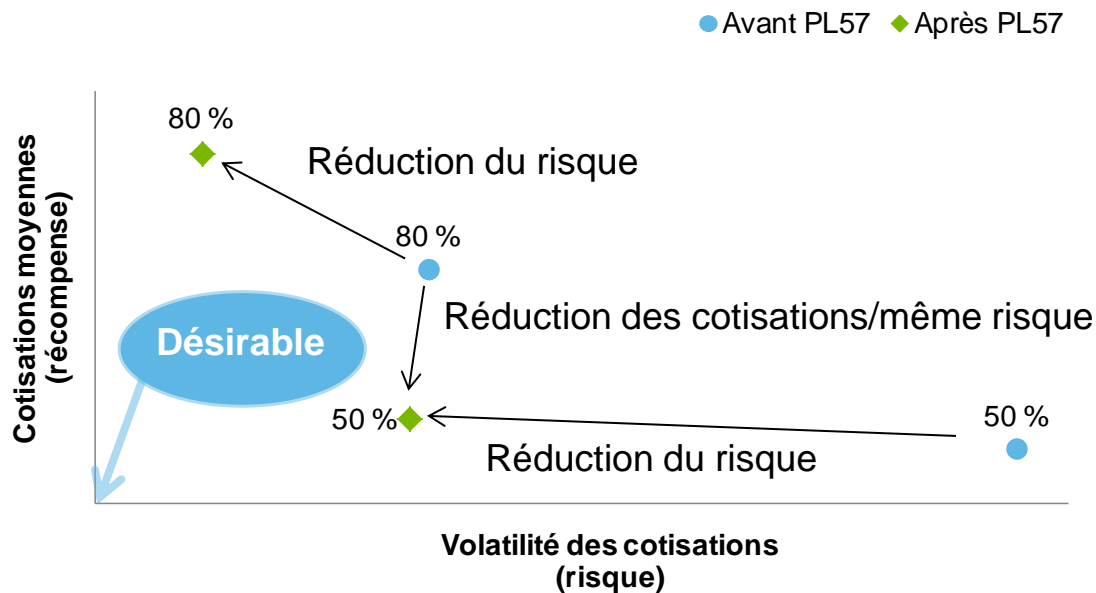 Avant PL57 Après PL57
80 %
Réduction du risque
80 %
Cotisations moyennes
(récompense)
Réduction des cotisations/même risque
Désirable
50 %
50 %
Réduction du risque
Volatilité des cotisations
(risque)